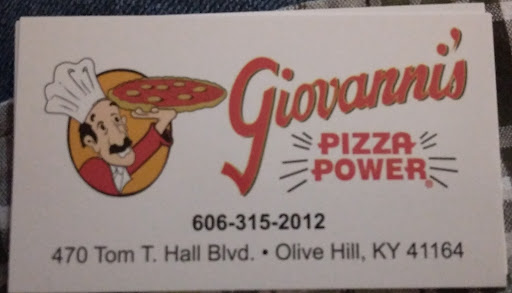 Giovanni's
PIZZA
POWER®
606-315-2012
470 Tom T. Hall Blvd. • Olive Hill, KY 41164